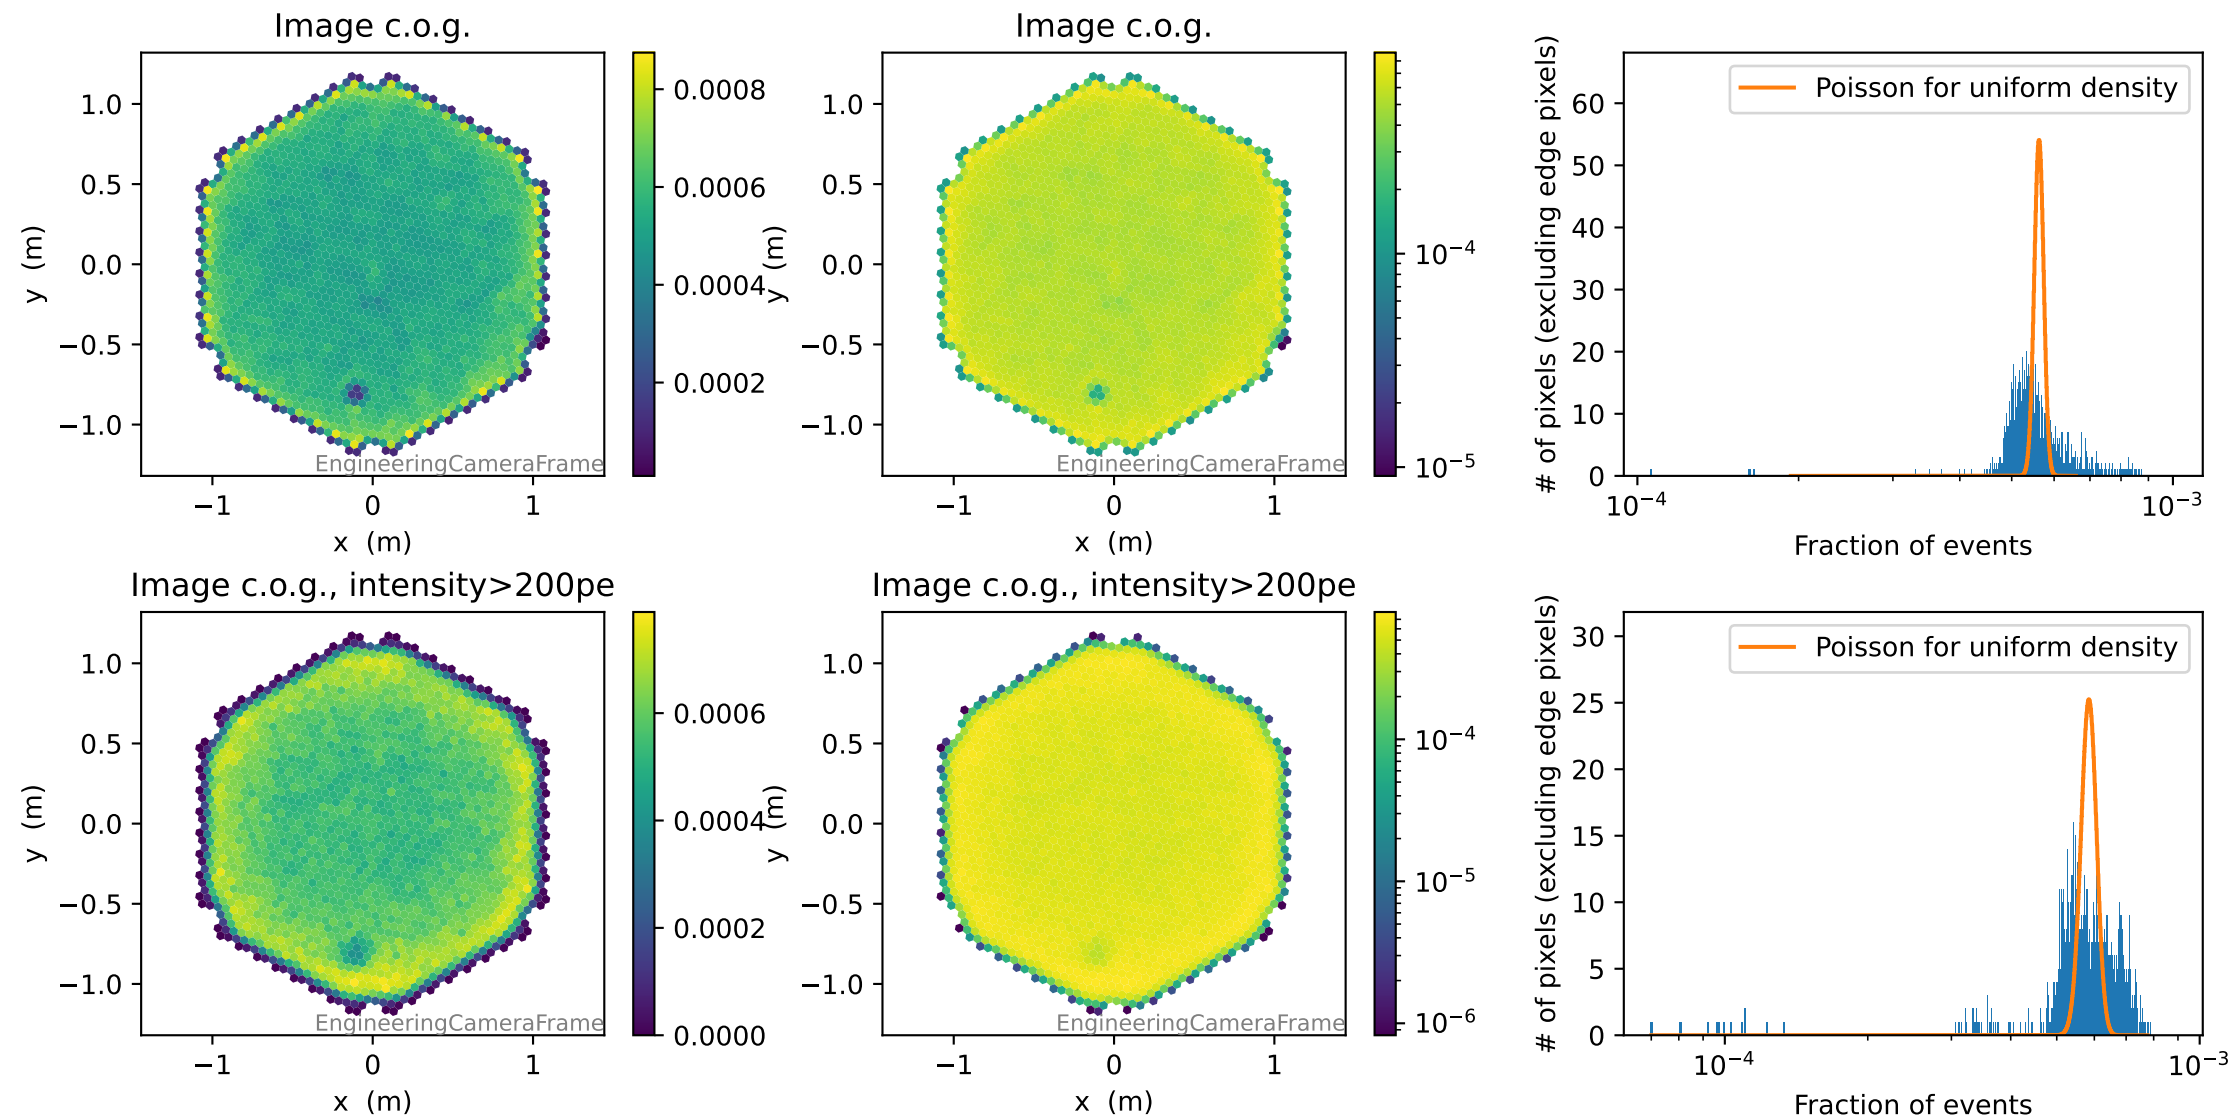 Image c.o.g.
1.0
0.5
0.0
−0.5
−1.0
y (m)
−1
0
1
x (m)
EngineeringCameraFrame
0.0008
0.0006
0.0004
0.0002
Image c.o.g.
1.0
0.5
0.0
−0.5
−1.0
y (m)
−1
0
1
x (m)
EngineeringCameraFrame
10⁻⁴
10⁻⁵
# of pixels (excluding edge pixels)
60
50
40
30
20
10
0
Poisson for uniform density
10⁻⁴
10⁻³
Fraction of events
Image c.o.g., intensity>200pe
1.0
0.5
0.0
−0.5
−1.0
y (m)
−1
0
1
x (m)
EngineeringCameraFrame
0.0006
0.0004
0.0002
0.0000
Image c.o.g., intensity>200pe
1.0
0.5
0.0
−0.5
−1.0
y (m)
−1
0
1
x (m)
EngineeringCameraFrame
10⁻⁴
10⁻⁵
10⁻⁶
# of pixels (excluding edge pixels)
30
25
20
15
10
5
0
Poisson for uniform density
10⁻⁴
10⁻³
Fraction of events